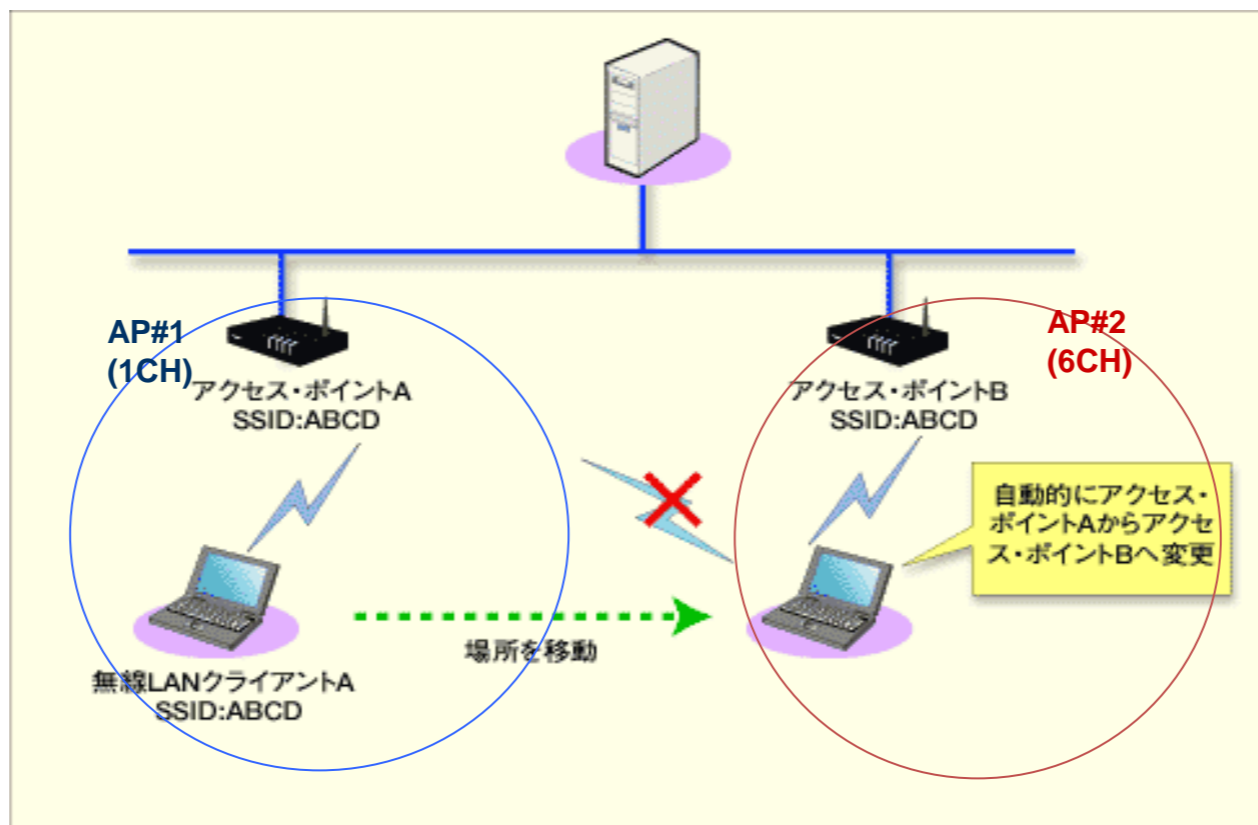 AP#1
(1CH)
アクセス・ポイントA
SSID:ABCD
AP#2
(6CH)
アクセス・ポイントB
SSID:ABCD
自動的にアクセス・
ポイントAからアクセ
ス・ポイントBへ変更
場所を移動
無線LANクライアントA
SSID:ABCD